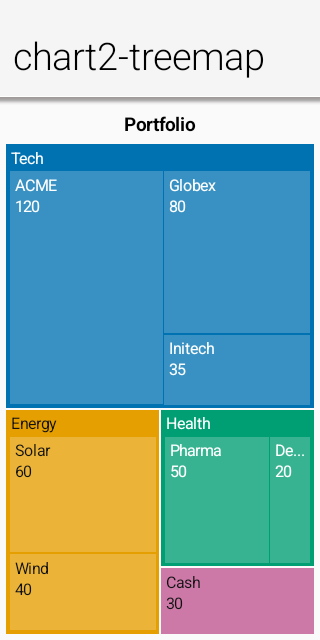 chart2-treemap
Portfolio
Tech
ACME
120
Globex
80
Initech
35
Energy
Solar
60
Wind
40
Health
Pharma
50
De...
20
Cash
30